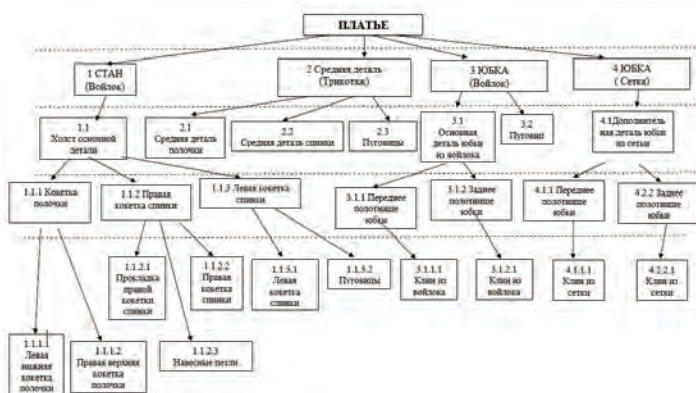 ПЛАТЬЕ
1 СТАН
(Войлок)
2 Средняя деталь
(Трикотаж)
3 ЮБКА
(Войлок)
4 ЮБКА
( Сетка)
1.1
Холст основной
детали
2.1
Средняя деталь
полочки
2.2
Средняя деталь спинки
2.3
Пуговицы
3.1
Основная
деталь юбки
из войлока
3.2
Пуговиц
4.1Дополнитель
ная деталь юбки
из сетки
1.1.1 Кокетка
полочки
1.1.2 Правая
кокетка спинки
1.1.3 Левая кокетка
спинки
3.1.1 Переднее
полотнище
юбки
3.1.2 Заднее
полотнище
юбки
4.1.1 Переднее
полотнище
юбки
4.2.2 Заднее
полотнище
юбки
1.1.2.1
Прокладка
правой
кокетки
спинки
1.1.2.2
Правая
кокетка
спинки
1.1.3.1
Левая
кокетка
спинки
1.1.3.2
Пуговицы
3.1.1.1
Клин из
войлока
3.1.2.1
Клин из
войлока
4.1.1.1
Клин из
сетки
4.2.2.1
Клин из
сетки
1.1.1.1
Левая
нижняя
кокетка
полочки
1.1.1.2
Правая верхняя
кокетка
полочки
1.1.2.3
Навесные петли